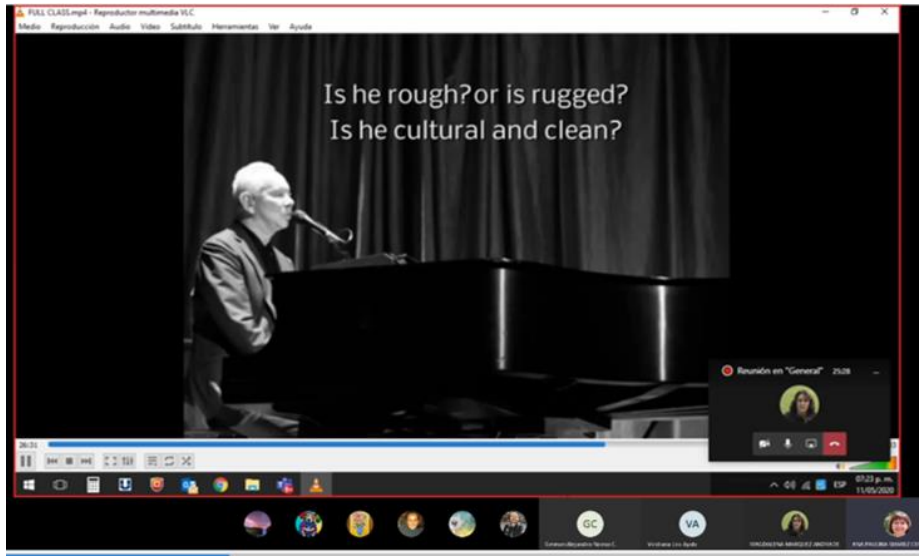 FULL CLASS.mp4 - Reproductor multimedia VLC
Medio Reproducción Audio Video Subtítulo Herramientas Ver Ayuda
Is he rough?or is rugged?
Is he cultural and clean?
Reunión en "General" 25:28
26:31
ESP
07:23 p. m.
11/05/2020
GC
VA